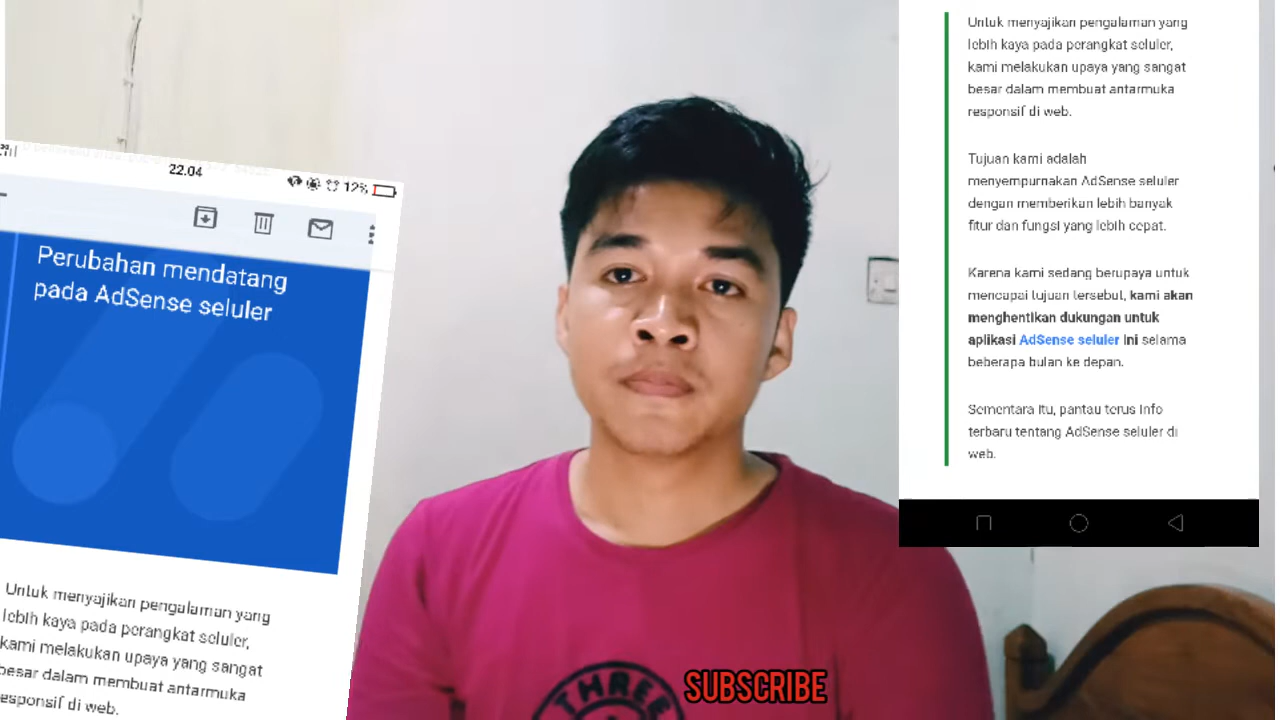 22.04
12%
Perubahan mendatang
pada AdSense seluler
Untuk menyajikan pengalaman yang
lebih kaya pada perangkat seluler,
kami melakukan upaya yang sangat
besar dalam membuat antarmuka
responsif di web.
Untuk menyajikan pengalaman yang
lebih kaya pada perangkat seluler,
kami melakukan upaya yang sangat
besar dalam membuat antarmuka
responsif di web.
Tujuan kami adalah
menyempurnakan AdSense seluler
dengan memberikan lebih banyak
fitur dan fungsi yang lebih cepat.
Karena kami sedang berupaya untuk
mencapai tujuan tersebut, kami akan
menghentikan dukungan untuk
aplikasi AdSense seluler ini selama
beberapa bulan ke depan.
Sementara itu, pantau terus info
terbaru tentang AdSense seluler di
web.
THREE
SUBSCRIBE